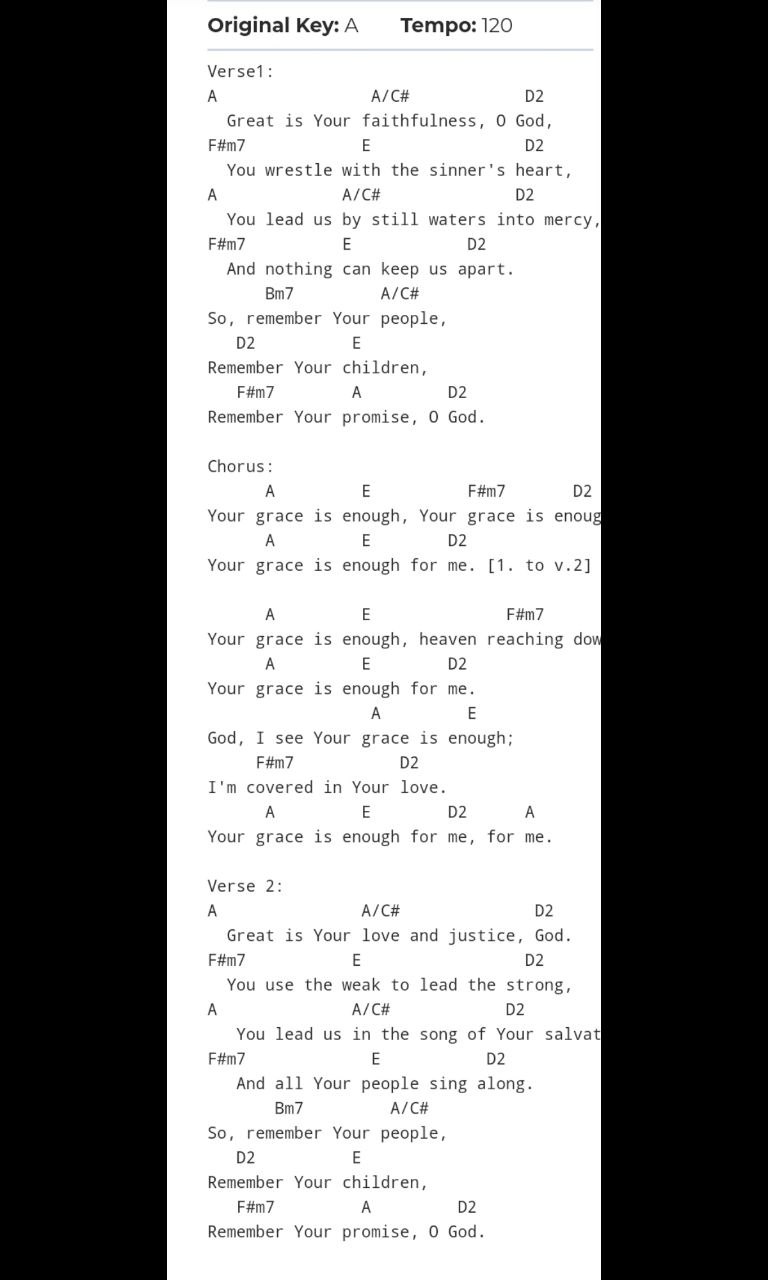 Original Key: A Tempo: 120
Verse1:
A A/C# D2
Great is Your faithfulness, O God,
F#m7 E D2
You wrestle with the sinner's heart,
A A/C# D2
You lead us by still waters into mercy,
F#m7 E D2
And nothing can keep us apart.
Bm7 A/C#
So, remember Your people,
D2 E
Remember Your children,
F#m7 A D2
Remember Your promise, O God.
Chorus:
A E F#m7 D2
Your grace is enough, Your grace is enoug
A E D2
Your grace is enough for me. [1. to v.2]
A E F#m7
Your grace is enough, heaven reaching dow
A E D2
Your grace is enough for me.
A E
God, I see Your grace is enough;
F#m7 D2
I'm covered in Your love.
A E D2 A
Your grace is enough for me, for me.
Verse 2:
A A/C# D2
Great is Your love and justice, God.
F#m7 E D2
You use the weak to lead the strong,
A A/C# D2
You lead us in the song of Your salvat
F#m7 E D2
And all Your people sing along.
Bm7 A/C#
So, remember Your people,
D2 E
Remember Your children,
F#m7 A D2
Remember Your promise, O God.